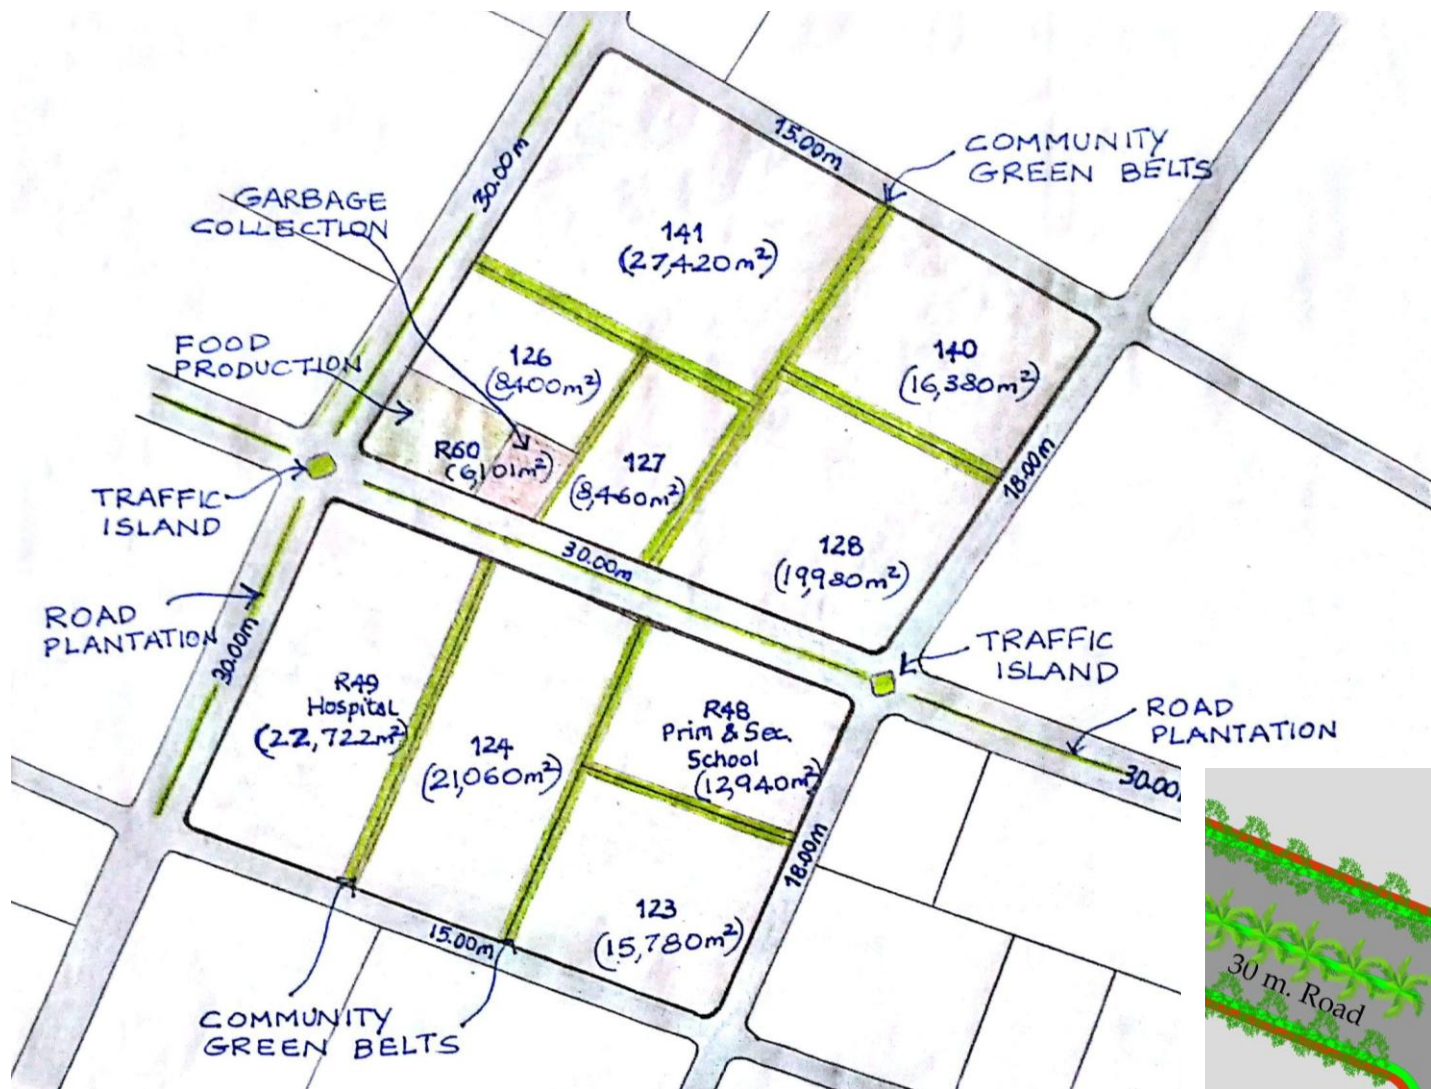 15.00m
COMMUNITY
GREEN BELTS
30.00m
GARBAGE
COLLECTION
141
(27,420m²)
FOOD
PRODUCTION
126
(8400m²)
140
(16,380m²)
R60
(6,101m²)
127
(8,460m²)
18.00m
TRAFFIC
ISLAND
30.00m
128
(19,980m²)
ROAD
PLANTATION
30.00m
TRAFFIC
ISLAND
R49
Hospital
(22,722m²)
124
(21,060m²)
R48
Prim & Sec.
School
(12,940m²)
ROAD
PLANTATION
30.00
18.00m
123
(15,780m²)
15.00m
COMMUNITY
GREEN BELTS
30 m. Road